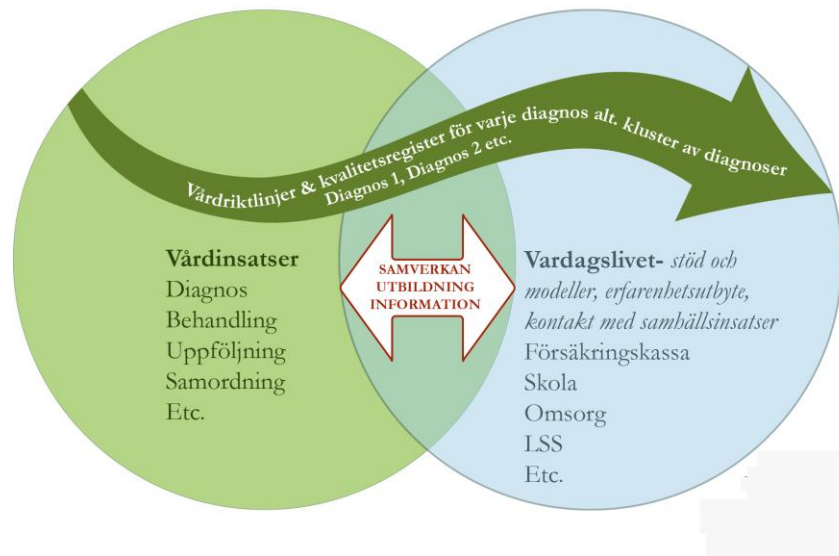 Vårdriktlinjer & kvalitetsregister för varje diagnos alt. kluster av diagnoser
Diagnos 1, Diagnos 2 etc.
Vårdinsatser
Diagnos
Behandling
Uppföljning
Samordning
Etc.
SAMVERKAN
UTBILDNING
INFORMATION
Vardagslivet- stöd och
modeller, erfarenhetsutbyte,
kontakt med samhällsinsatser
Försäkringskassa
Skola
Omsorg
LSS
Etc.